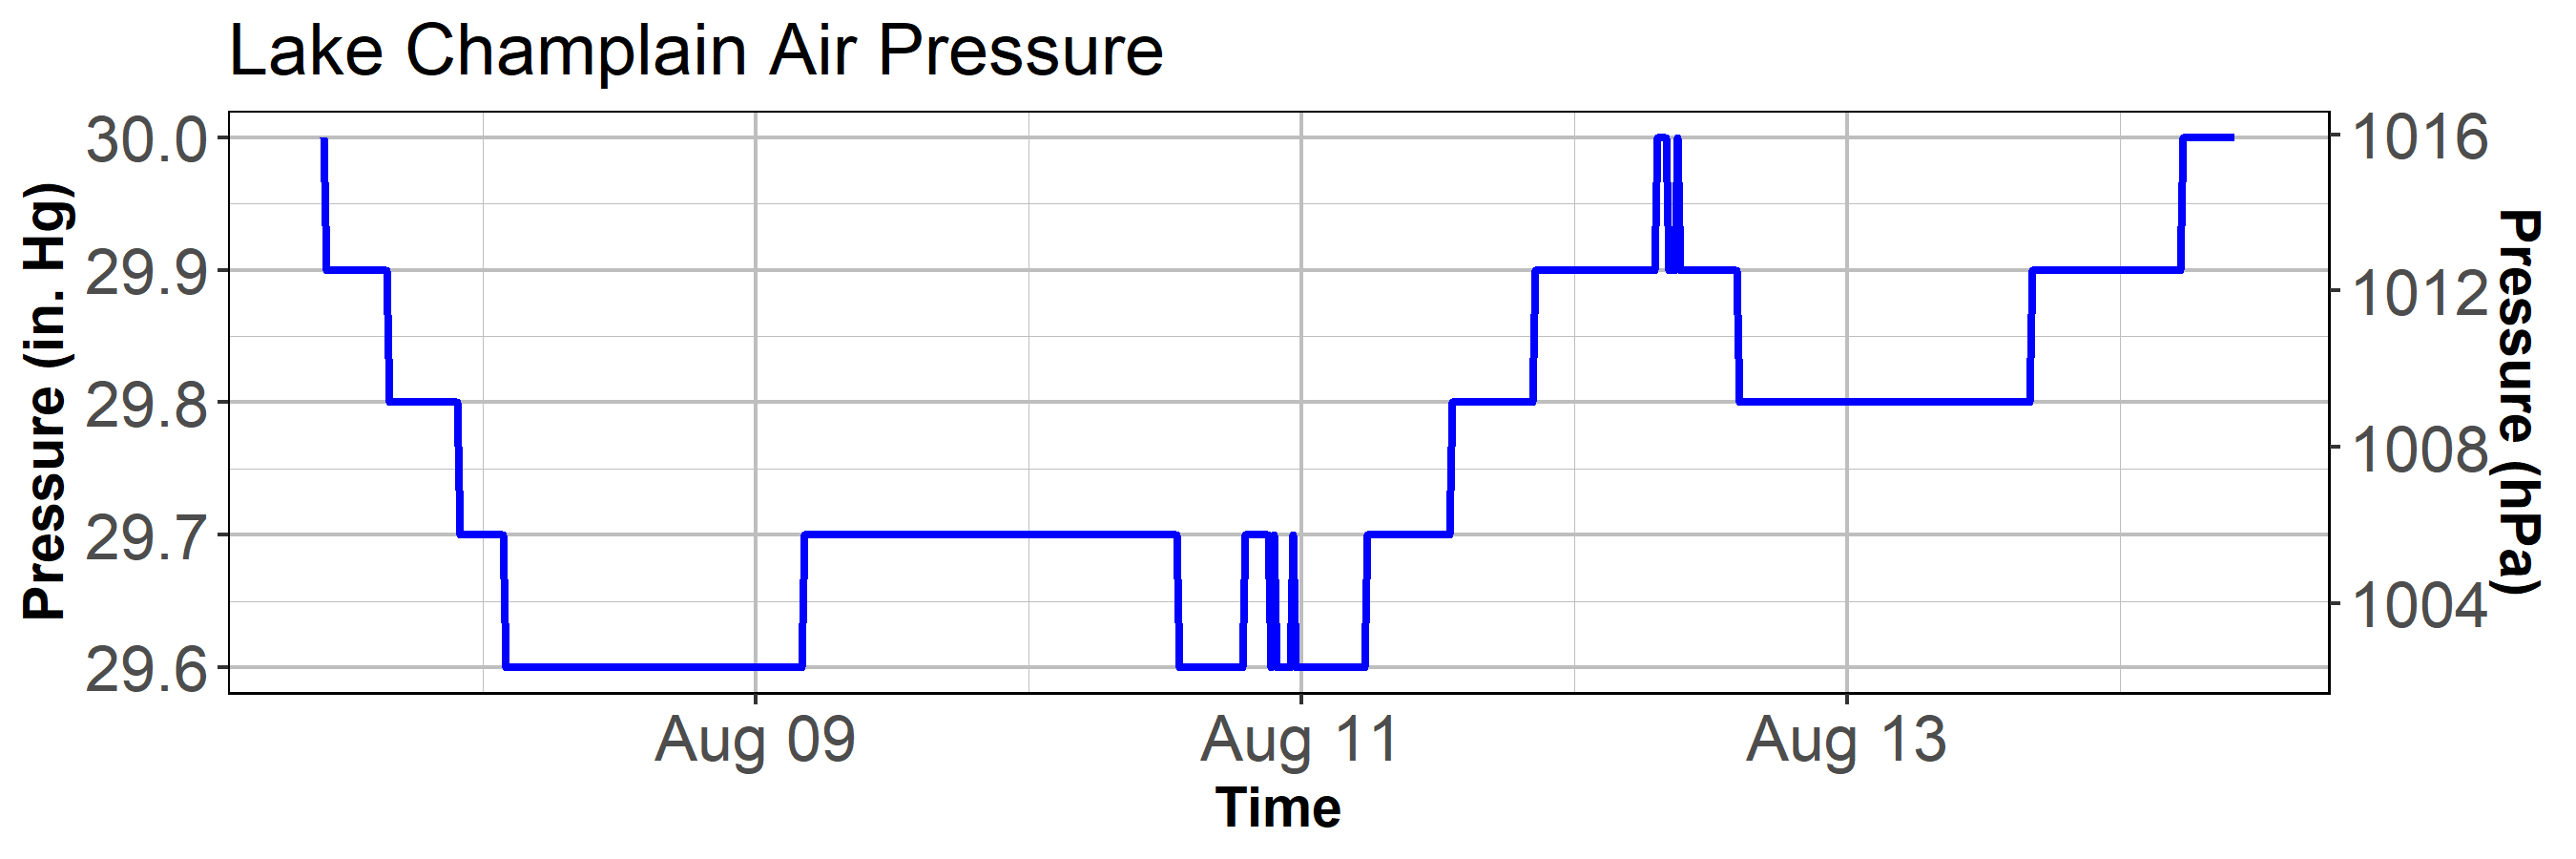 Lake Champlain Air Pressure
30.0
29.9
29.8
29.7
29.6
Pressure (in. Hg)
1016
1012
1008
1004
Pressure (hPa)
Aug 09
Aug 11
Aug 13
Time